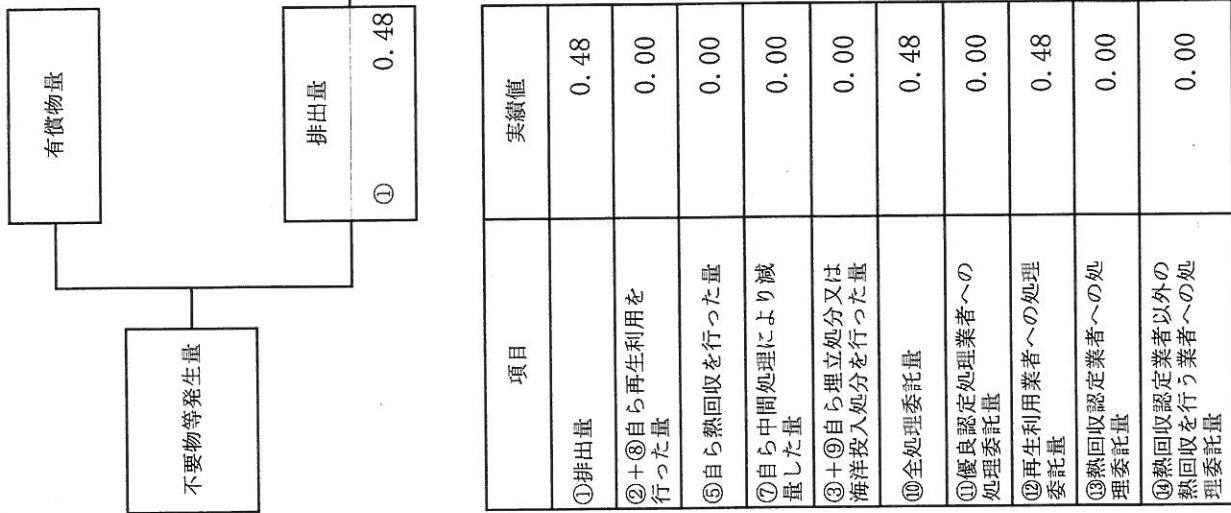 不要物等発生量
有償物量
排出量
① 0.48
項目 実績値
①排出量 0.48
②+⑧自ら再生利用を
行った量 0.00
⑤自ら熱回収を行った量 0.00
⑦自ら中間処理により減
量した量 0.00
③+⑨自ら埋立処分又は
海洋投入処分を行った量 0.00
⑩全処理委託量 0.48
⑪優良認定処理業者への
処理委託量 0.00
⑫再生利用業者への処理
委託量 0.48
⑬熱回収認定業者への処
理委託量 0.00
⑭熱回収認定業者以外の
熱回収を行う業者への処
理委託量 0.00